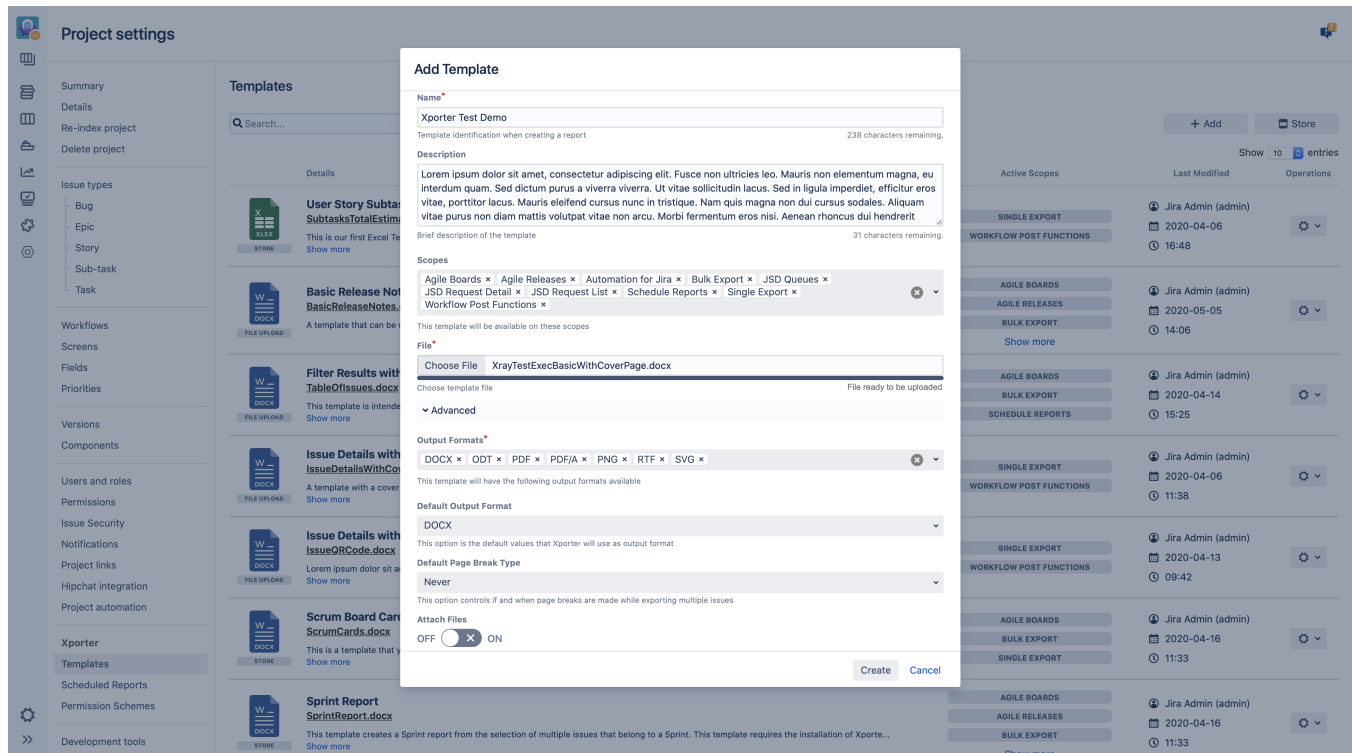 Project settings
Summary
Details
Re-index project
Delete project
Issue types
Bug
Epic
Story
Sub-task
Task
Workflows
Screens
Fields
Priorities
Versions
Components
Users and roles
Permissions
Issue Security
Notifications
Project links
Hipchat integration
Project automation
Xporter
Templates
Scheduled Reports
Permission Schemes
Development tools
Templates
Search...
+ Add
Store
Show 10 entries
Details
Active Scopes
Last Modified
Operations
XLSX
STORE
User Story Subtas
SubtasksTotalEstima
This is our first Excel Te
Show more
SINGLE EXPORT
WORKFLOW POST FUNCTIONS
Jira Admin (admin)
2020-04-06
16:48
DOCX
FILE UPLOAD
Basic Release Not
BasicReleaseNotes.
A template that can be
AGILE BOARDS
AGILE RELEASES
BULK EXPORT
Show more
Jira Admin (admin)
2020-05-05
14:06
DOCX
FILE UPLOAD
Filter Results with
TableOfIssues.docx
This template is intende
Show more
AGILE BOARDS
BULK EXPORT
SCHEDULE REPORTS
Jira Admin (admin)
2020-04-14
15:25
DOCX
FILE UPLOAD
Issue Details with
IssueDetailsWithCov
A template with a cover
Show more
SINGLE EXPORT
WORKFLOW POST FUNCTIONS
Jira Admin (admin)
2020-04-06
11:38
DOCX
FILE UPLOAD
Issue Details with
IssueQRCode.docx
Lorem ipsum dolor sit a
Show more
SINGLE EXPORT
WORKFLOW POST FUNCTIONS
Jira Admin (admin)
2020-04-13
09:42
DOCX
STORE
Scrum Board Card
ScrumCards.docx
This is a template that y
Show more
AGILE BOARDS
BULK EXPORT
SINGLE EXPORT
Jira Admin (admin)
2020-04-16
11:33
DOCX
STORE
Sprint Report
SprintReport.docx
This template creates a Sprint report from the selection of multiple issues that belong to a Sprint. This template requires the installation of Xporte...
Show more
AGILE BOARDS
AGILE RELEASES
BULK EXPORT
Show more
Jira Admin (admin)
2020-04-16
11:33
Add Template
Name*
Xporter Test Demo
Template identification when creating a report
238 characters remaining.
Description
Lorem ipsum dolor sit amet, consectetur adipiscing elit. Fusce non ultricies leo. Mauris non elementum magna, eu
interdum quam. Sed dictum purus a viverra viverra. Ut vitae sollicitudin lacus. Sed in ligula imperdiet, efficitur eros
vitae, porttitor lacus. Mauris eleifend cursus nunc in tristique. Nam quis magna non dui cursus sodales. Aliquam
vitae purus non diam mattis volutpat vitae non arcu. Morbi fermentum eros nisi. Aenean rhoncus dui hendrerit
Brief description of the template
31 characters remaining.
Scopes
Agile Boards × Agile Releases × Automation for Jira × Bulk Export × JSD Queues ×
JSD Request Detail × JSD Request List × Schedule Reports × Single Export ×
Workflow Post Functions ×
This template will be available on these scopes
File*
Choose File XrayTestExecBasicWithCoverPage.docx
Choose template file
File ready to be uploaded
Advanced
Output Formats*
DOCX × ODT × PDF × PDF/A × PNG × RTF × SVG ×
This template will have the following output formats available
Default Output Format
DOCX
This option is the default values that Xporter will use as output format
Default Page Break Type
Never
This option controls if and when page breaks are made while exporting multiple issues
Attach Files
OFF ON
Create Cancel